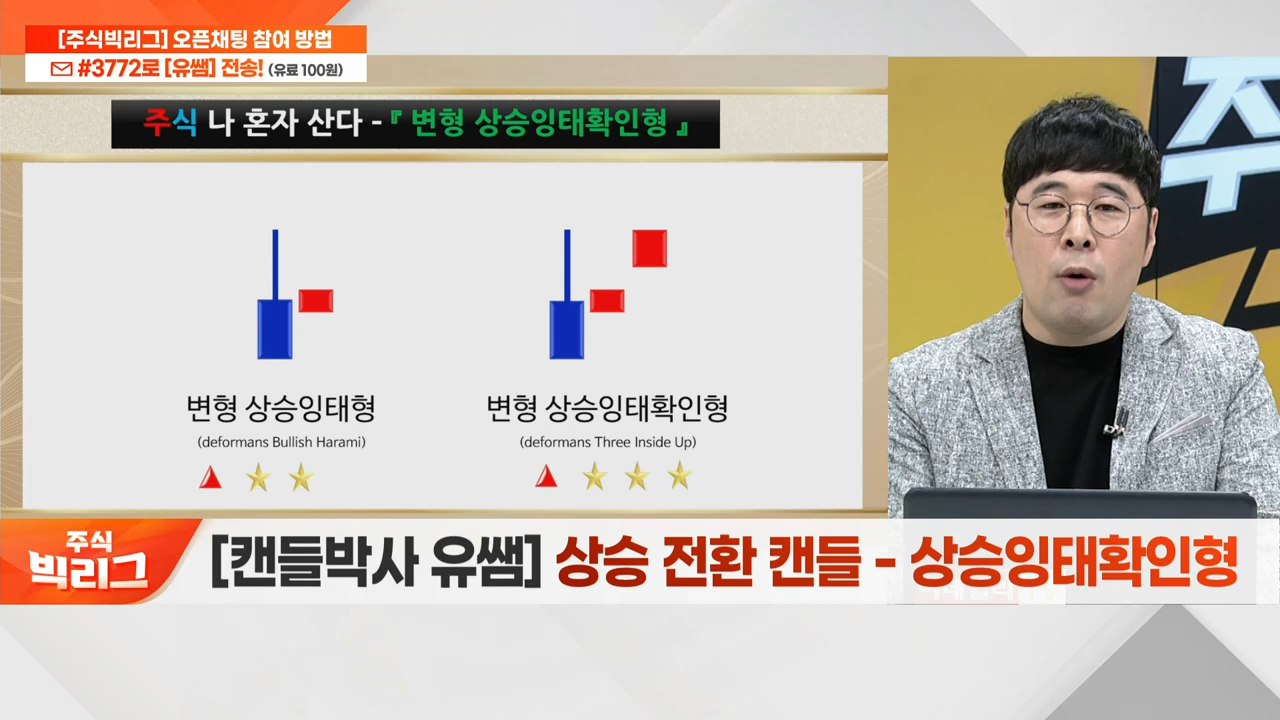 [주식빅리그] 오픈채팅 참여 방법
#3772로 [유쌤] 전송! (유료 100원)
주식 나 혼자 산다 - 『 변형 상승잉태확인형 』
변형 상승잉태형
(deformans Bullish Harami)
변형 상승잉태확인형
(deformans Three Inside Up)
주
주식
빅리그
[캔들박사 유쌤] 상승 전환 캔들 - 상승잉태확인형